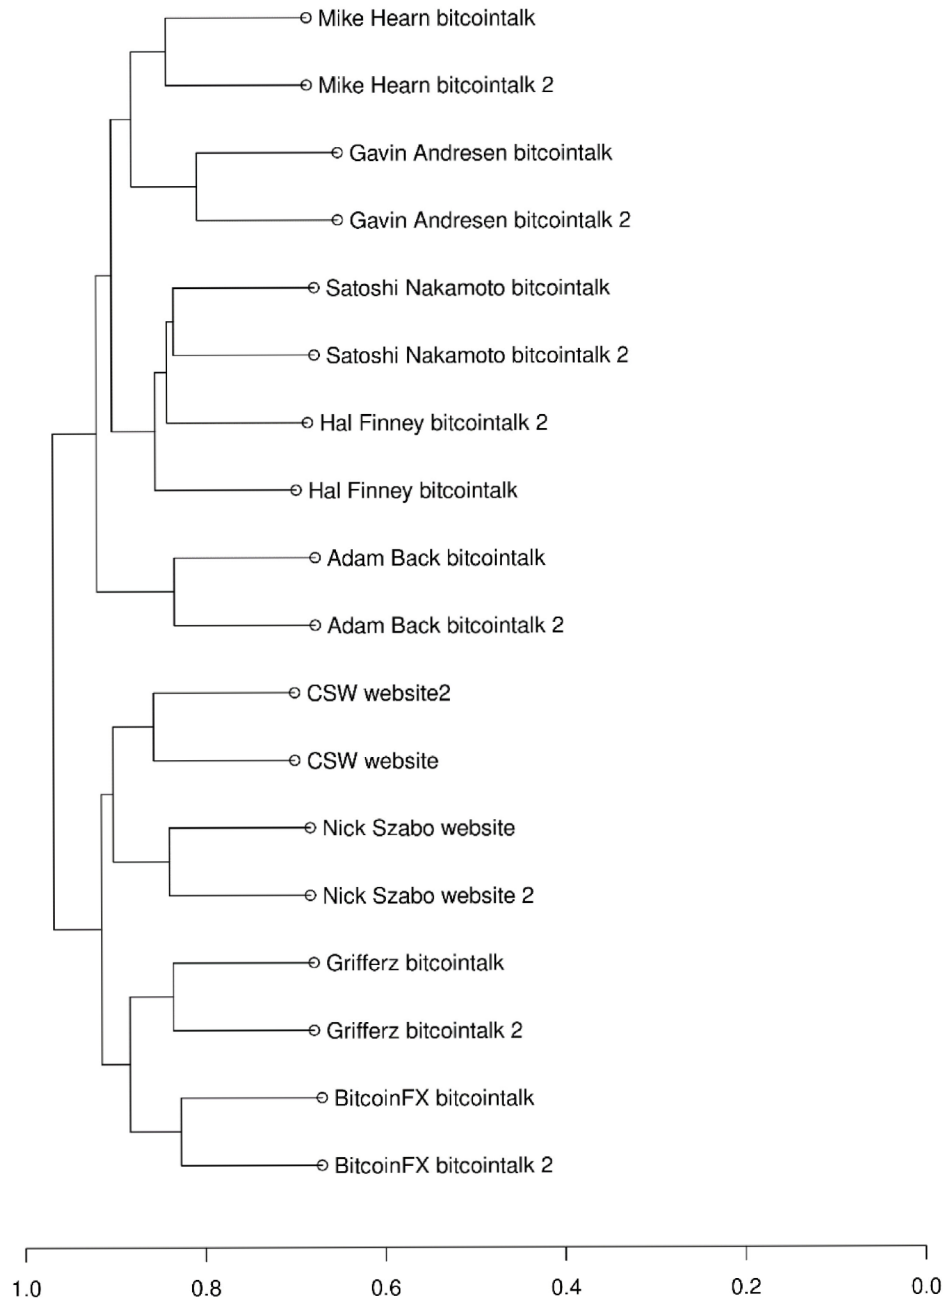 Mike Hearn bitcointalk
Mike Hearn bitcointalk 2
Gavin Andresen bitcointalk
Gavin Andresen bitcointalk 2
Satoshi Nakamoto bitcointalk
Satoshi Nakamoto bitcointalk 2
Hal Finney bitcointalk 2
Hal Finney bitcointalk
Adam Back bitcointalk
Adam Back bitcointalk 2
CSW website2
CSW website
Nick Szabo website
Nick Szabo website 2
Grifferz bitcointalk
Grifferz bitcointalk 2
BitcoinFX bitcointalk
BitcoinFX bitcointalk 2
1.0 0.8 0.6 0.4 0.2 0.0